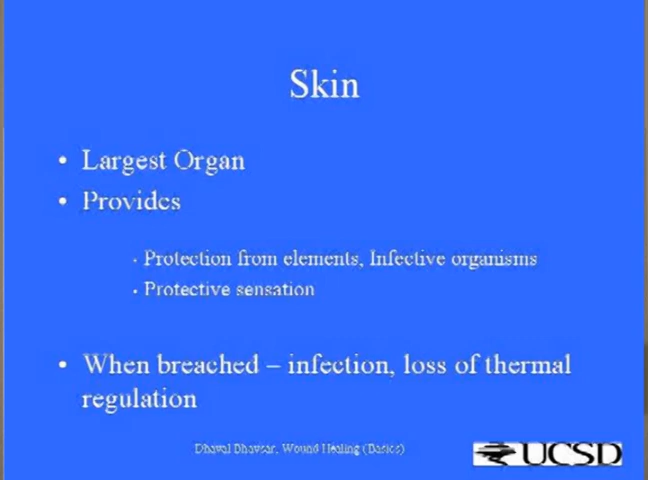 Skin
• Largest Organ
• Provides
• Protection from elements, Infective organisms
• Protective sensation
• When breached – infection, loss of thermal
regulation
Dhaval Bhavsar, Wound Healing (Basics)
UCSD